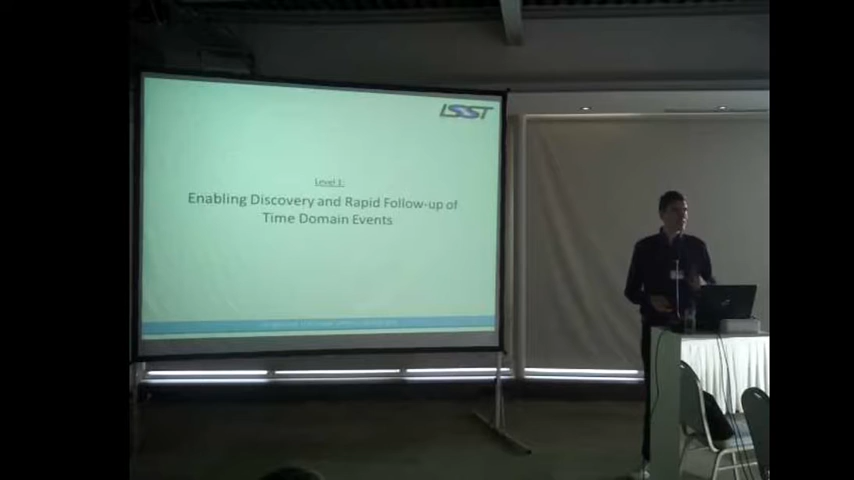 LSST
Level 1:
Enabling Discovery and Rapid Follow-up of
Time Domain Events